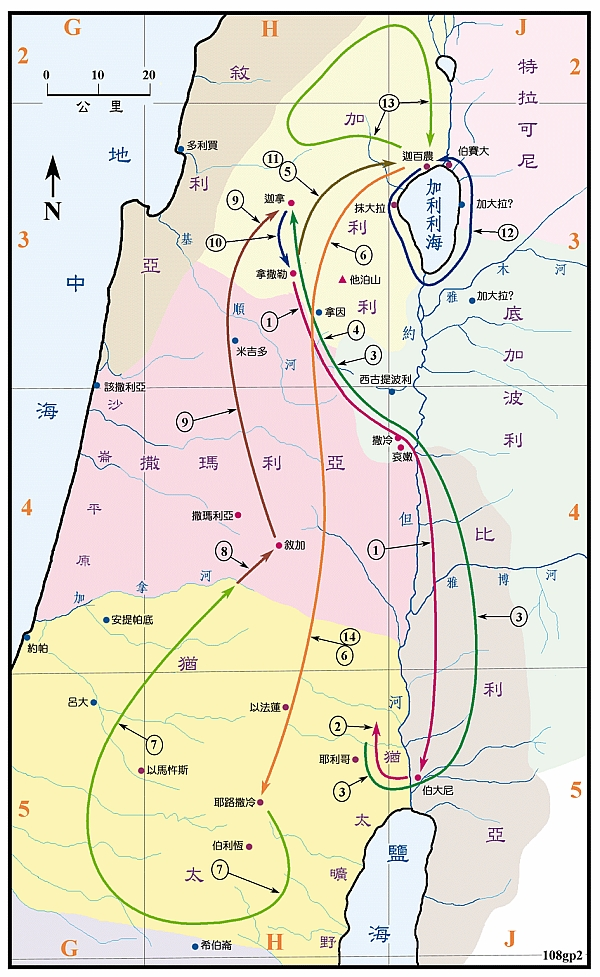 G H J
2 2
0 10 20
公里
N
地
中
海
敘
利
亞
特
拉
可
尼
加
利
利
多利買
迦百農
伯賽大
13
11
5
迦拿
抹大拉
加利利海
加大拉?
9
10
12
3 3
6
拿撒勒
他泊山
木河
雅
加大拉?
基
順
河
米吉多
拿因
1
4
3
約
但
河
底
加
波
利
西古提波利
該撒利亞
沙
崙
平
原
9
撒冷
哀嫩
撒瑪利亞
4 4
撒瑪利亞
敘加
8
1
比
利
亞
雅博河
加拿河
3
安提帕底
約帕
14
6
猶
太
呂大
以法蓮
7
2
耶利哥
3
猶
太
曠
野
以馬忤斯
伯大尼
5 5
耶路撒冷
伯利恆
7
鹽
海
希伯崙
G H J
108gp2